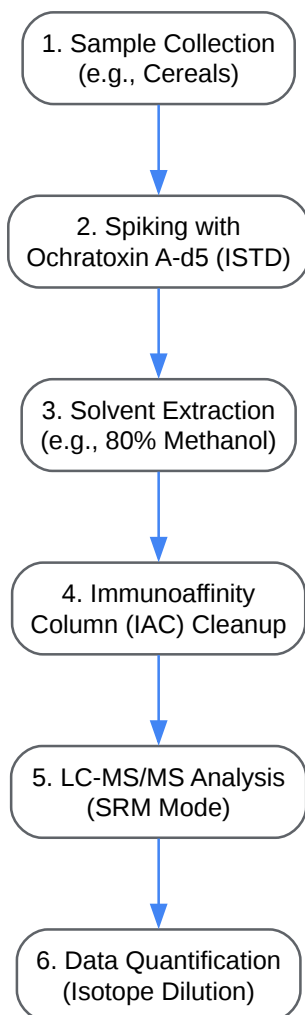 1. Sample Collection
(e.g., Cereals)
2. Spiking with
Ochratoxin A-d5 (ISTD)
3. Solvent Extraction
(e.g., 80% Methanol)
4. Immunoaffinity
Column (IAC) Cleanup
5. LC-MS/MS Analysis
(SRM Mode)
6. Data Quantification
(Isotope Dilution)